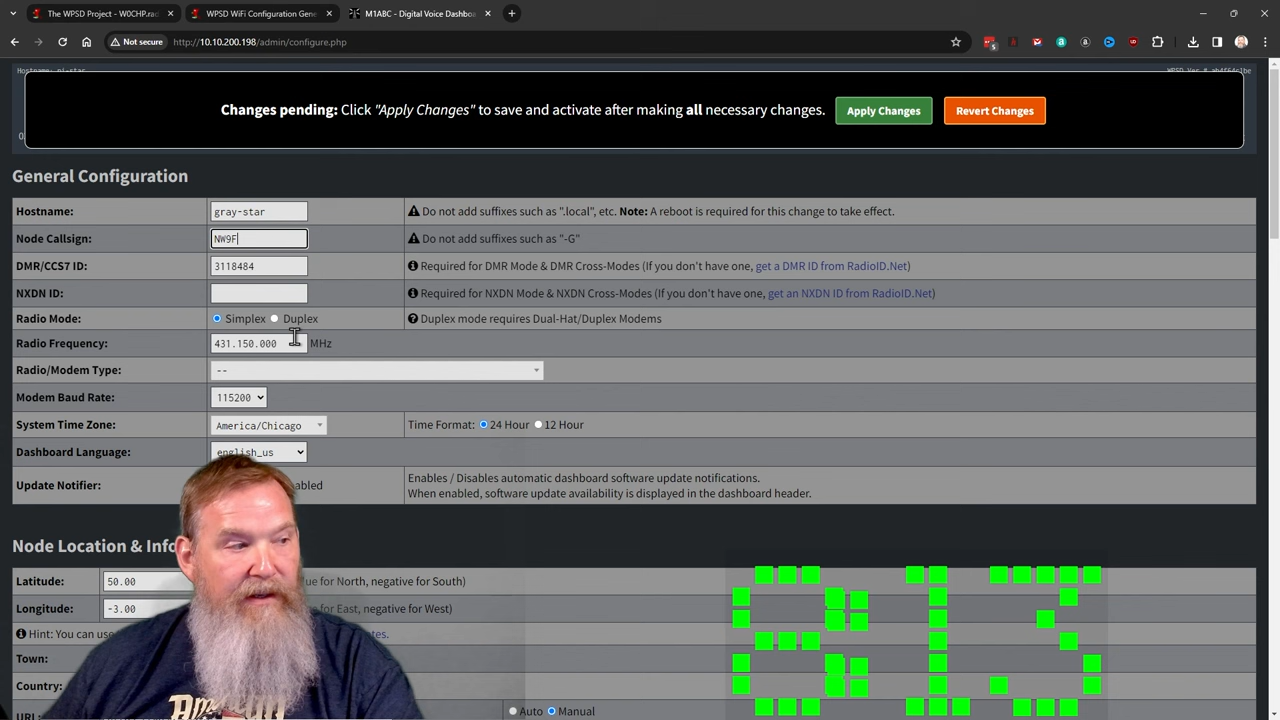 The WPSD Project - W0CHP.rad
WPSD WiFi Configuration Gene
M1ABC - Digital Voice Dashboa
Not secure
http://10.10.200.198/admin/configure.php
Hostname: pi-star
Changes pending: Click "Apply Changes" to save and activate after making all necessary changes.
Apply Changes
Revert Changes
General Configuration
Hostname: gray-star Do not add suffixes such as ".local", etc. Note: A reboot is required for this change to take effect.
Node Callsign: NW9F Do not add suffixes such as "-G"
DMR/CCS7 ID: 3118484 Required for DMR Mode & DMR Cross-Modes (If you don't have one, get a DMR ID from RadioID.Net)
NXDN ID: Required for NXDN Mode & NXDN Cross-Modes (If you don't have one, get an NXDN ID from RadioID.Net)
Radio Mode: Simplex Duplex Duplex mode requires Dual-Hat/Duplex Modems
Radio Frequency: 431.150.000 MHz
Radio/Modem Type: --
Modem Baud Rate: 115200
System Time Zone: America/Chicago Time Format: 24 Hour 12 Hour
Dashboard Language: english_us
Update Notifier: abled Enables / Disables automatic dashboard software update notifications.
When enabled, software update availability is displayed in the dashboard header.
Node Location & Info
Latitude: 50.00 ue for North, negative for South)
Longitude: -3.00 e for East, negative for West)
Hint: You can use tes.
Town:
Country:
URL: Auto Manual
8:13